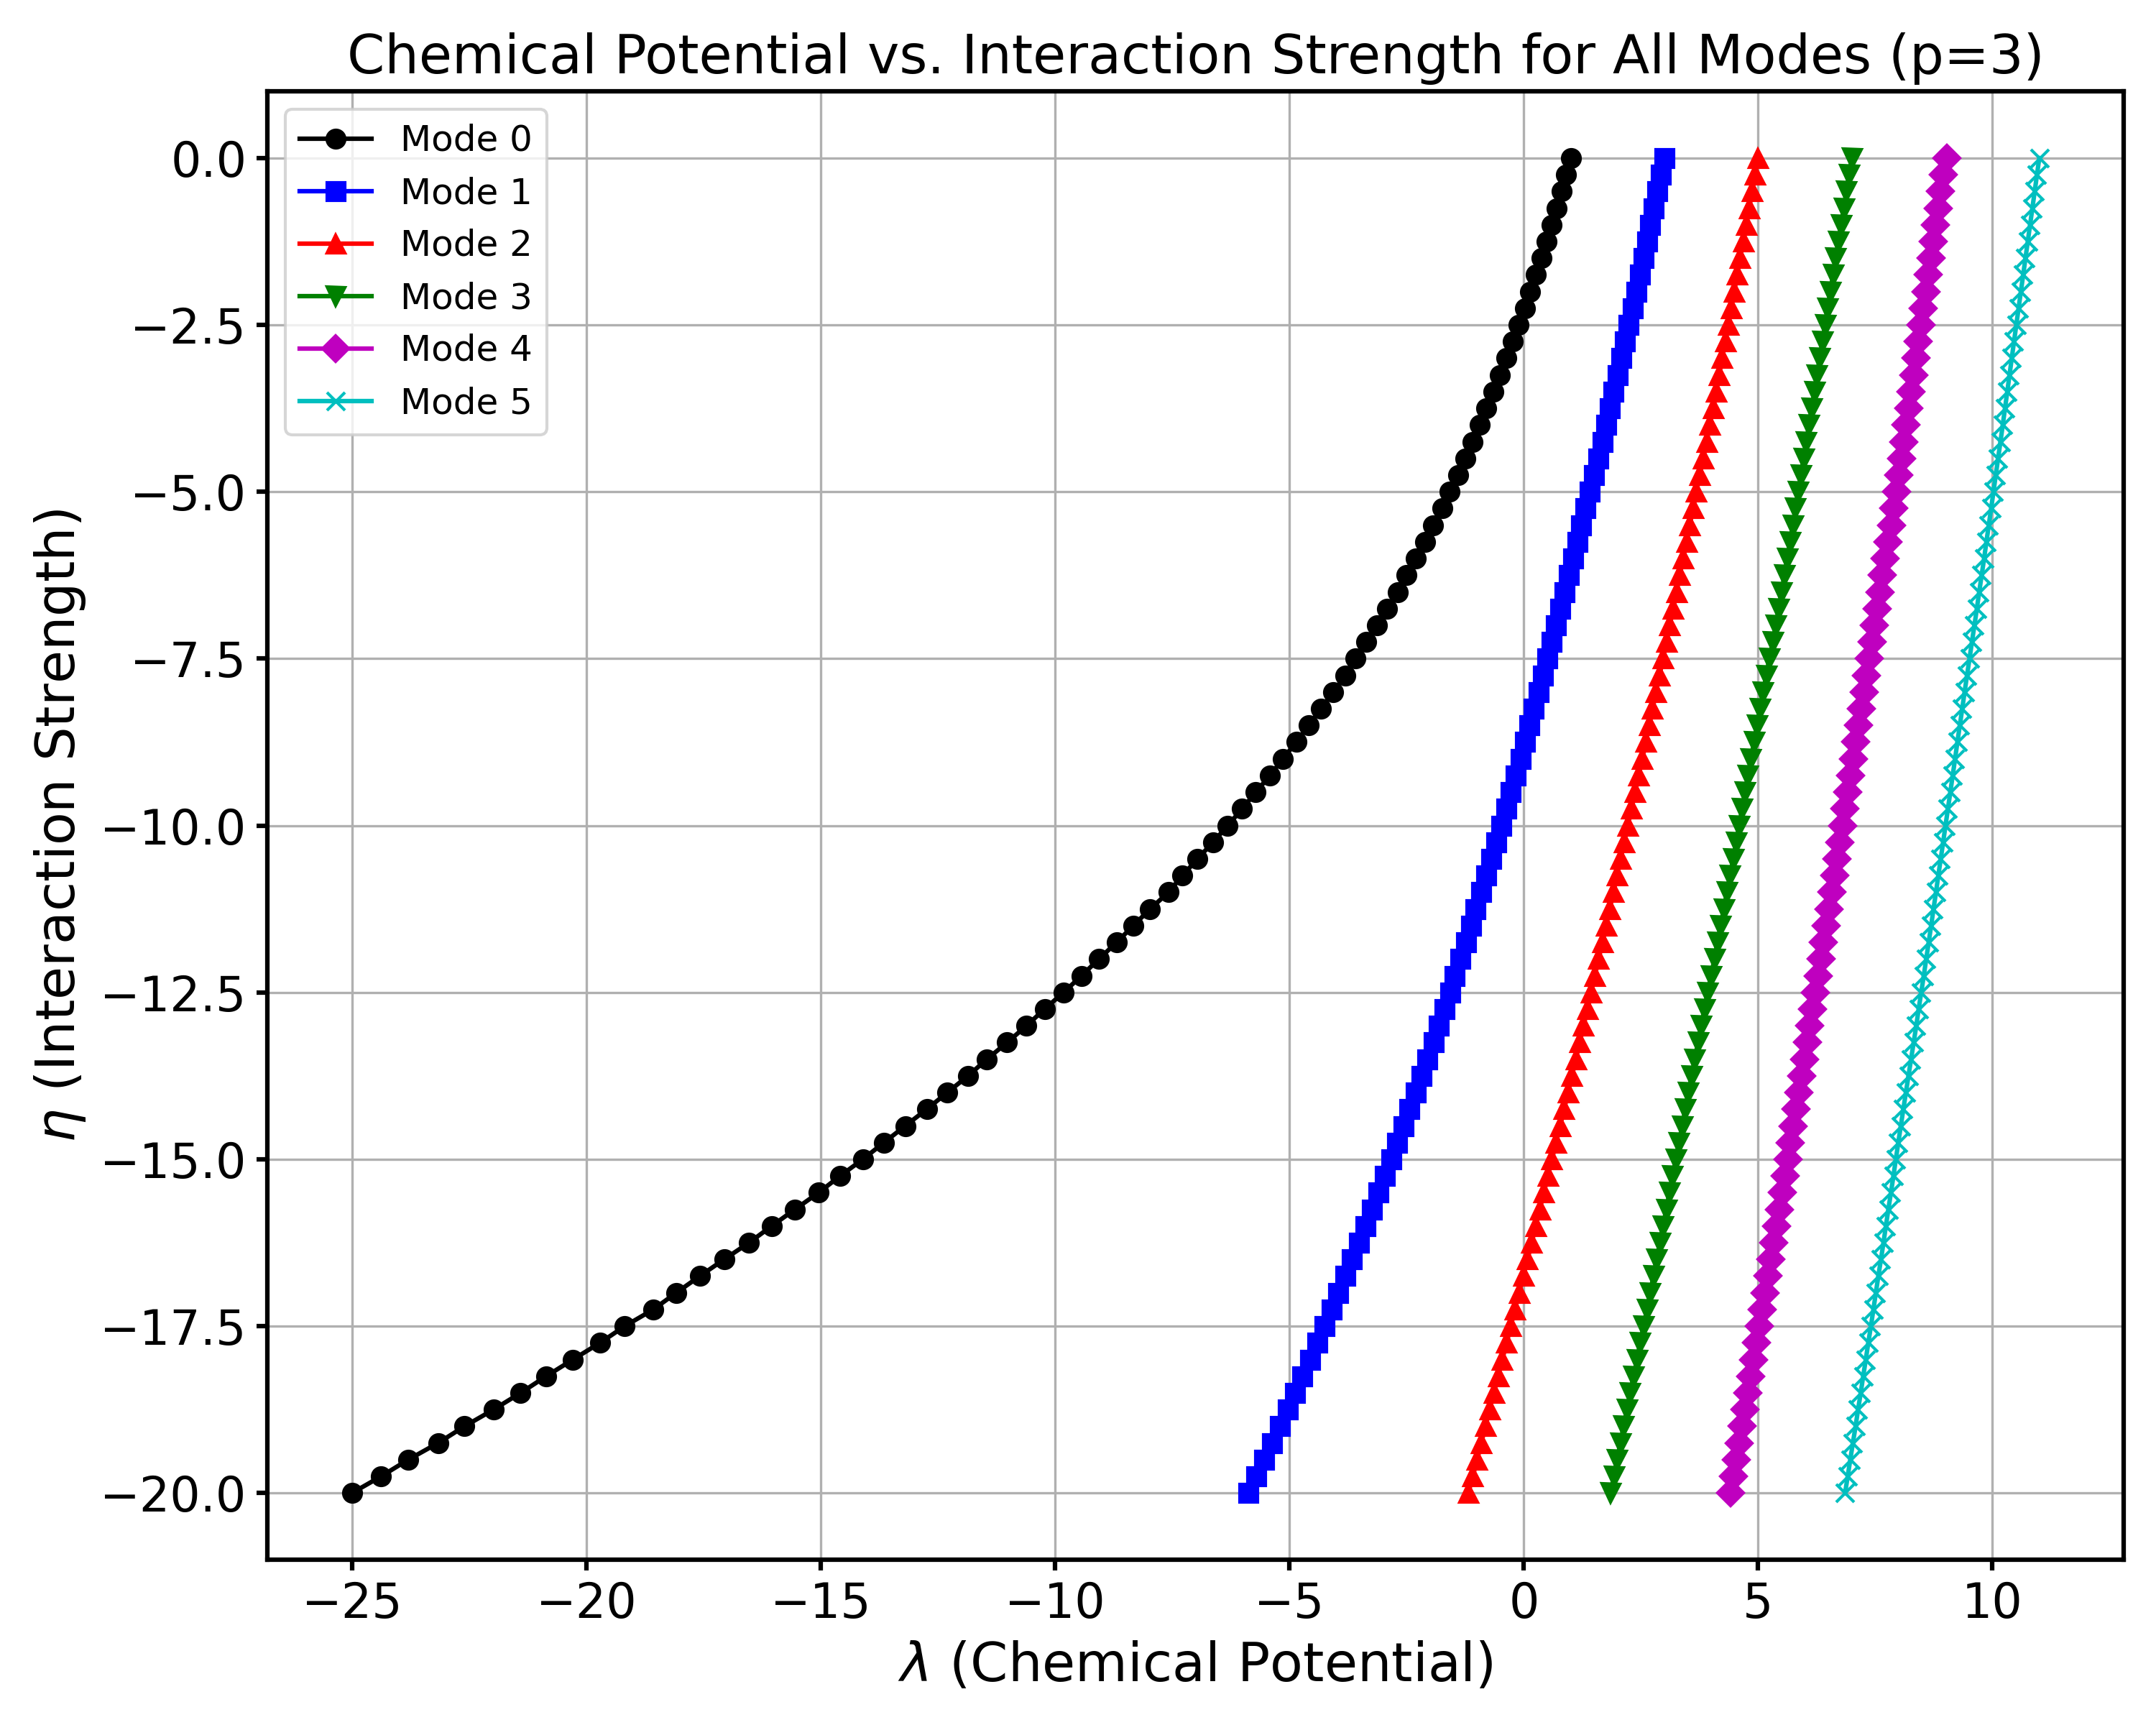 Chemical Potential vs. Interaction Strength for All Modes (p=3)
Mode 0
Mode 1
Mode 2
Mode 3
Mode 4
Mode 5
η (Interaction Strength)
0.0
−2.5
−5.0
−7.5
−10.0
−12.5
−15.0
−17.5
−20.0
−25 −20 −15 −10 −5 0 5 10
λ (Chemical Potential)